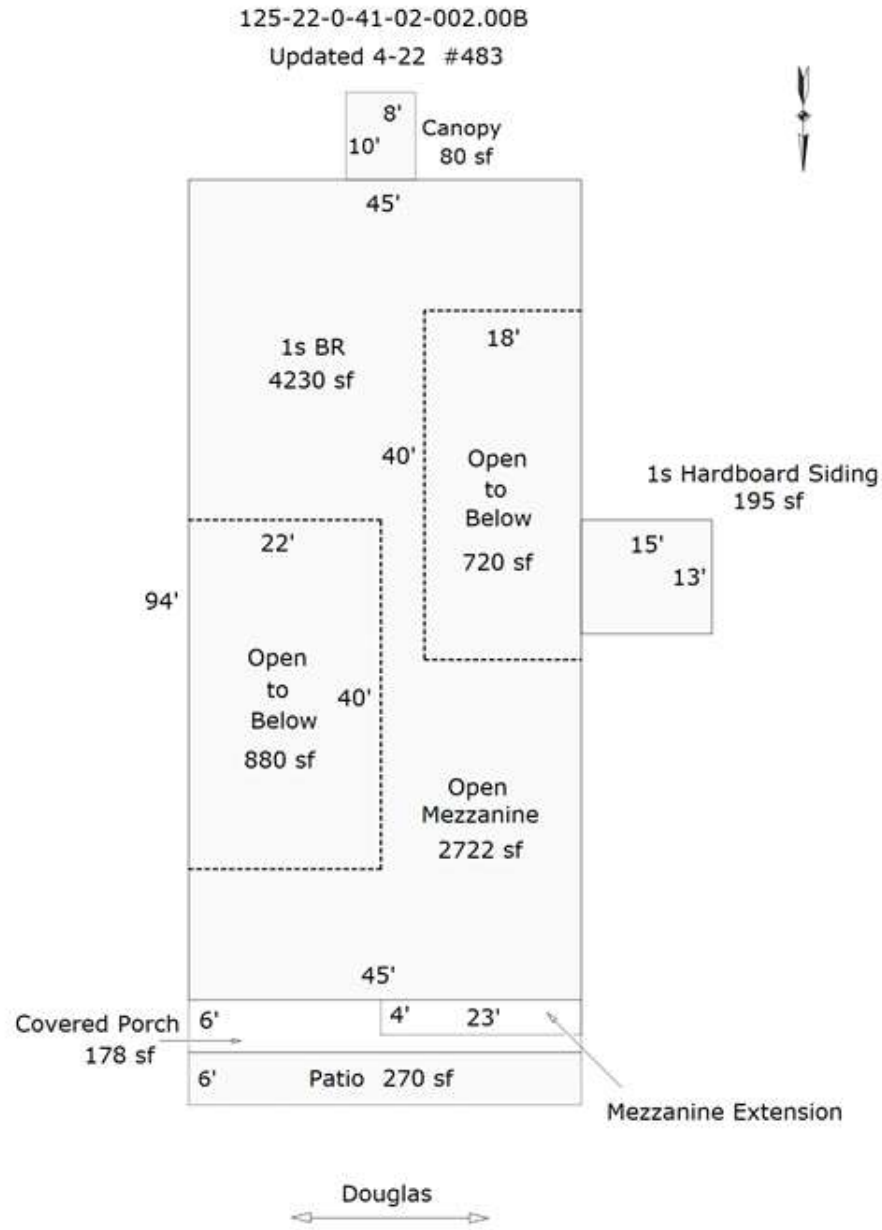 125-22-0-41-02-002.00B
Updated 4-22 #483
8'
10'
Canopy
80 sf
45'
1s BR
4230 sf
18'
40'
Open
to
Below
720 sf
1s Hardboard Siding
195 sf
15'
13'
22'
94'
Open
to
Below
880 sf
40'
Open
Mezzanine
2722 sf
45'
Covered Porch
178 sf
6'
4'
23'
6'
Patio 270 sf
Mezzanine Extension
Douglas